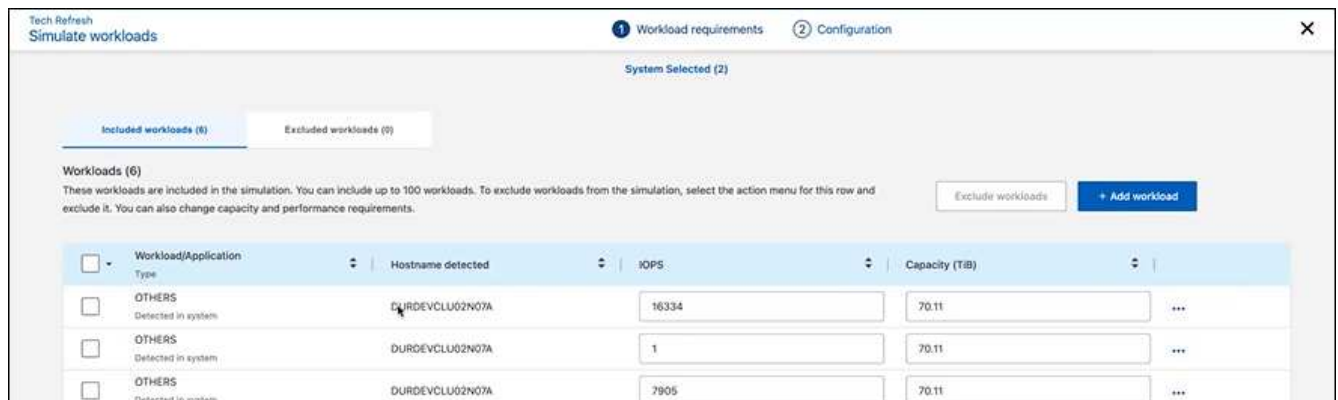 Tech Refresh
Simulate workloads
1 Workload requirements
2 Configuration
System Selected (2)
Included workloads (6)
Excluded workloads (0)
Workloads (6)
These workloads are included in the simulation. You can include up to 100 workloads. To exclude workloads from the simulation, select the action menu for this row and
exclude it. You can also change capacity and performance requirements.
Exclude workloads
+ Add workload
Workload/Application
Type
Hostname detected
IOPS
Capacity (TiB)
OTHERS
Detected in system
DURDEVCLU02N07A
16334
70.11
OTHERS
Detected in system
DURDEVCLU02N07A
1
70.11
OTHERS
Detected in system
DURDEVCLU02N07A
7905
70.11